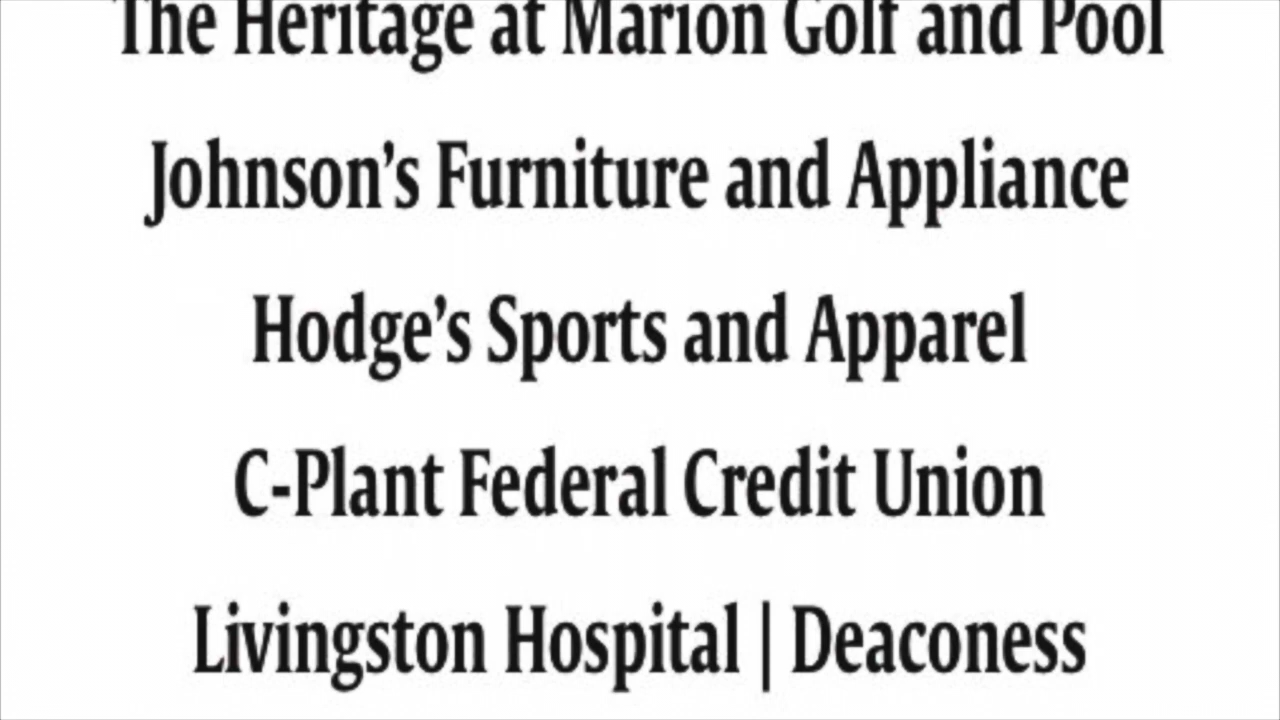 The Heritage at Marion Golf and Pool
Johnson’s Furniture and Appliance
Hodge’s Sports and Apparel
C-Plant Federal Credit Union
Livingston Hospital | Deaconess